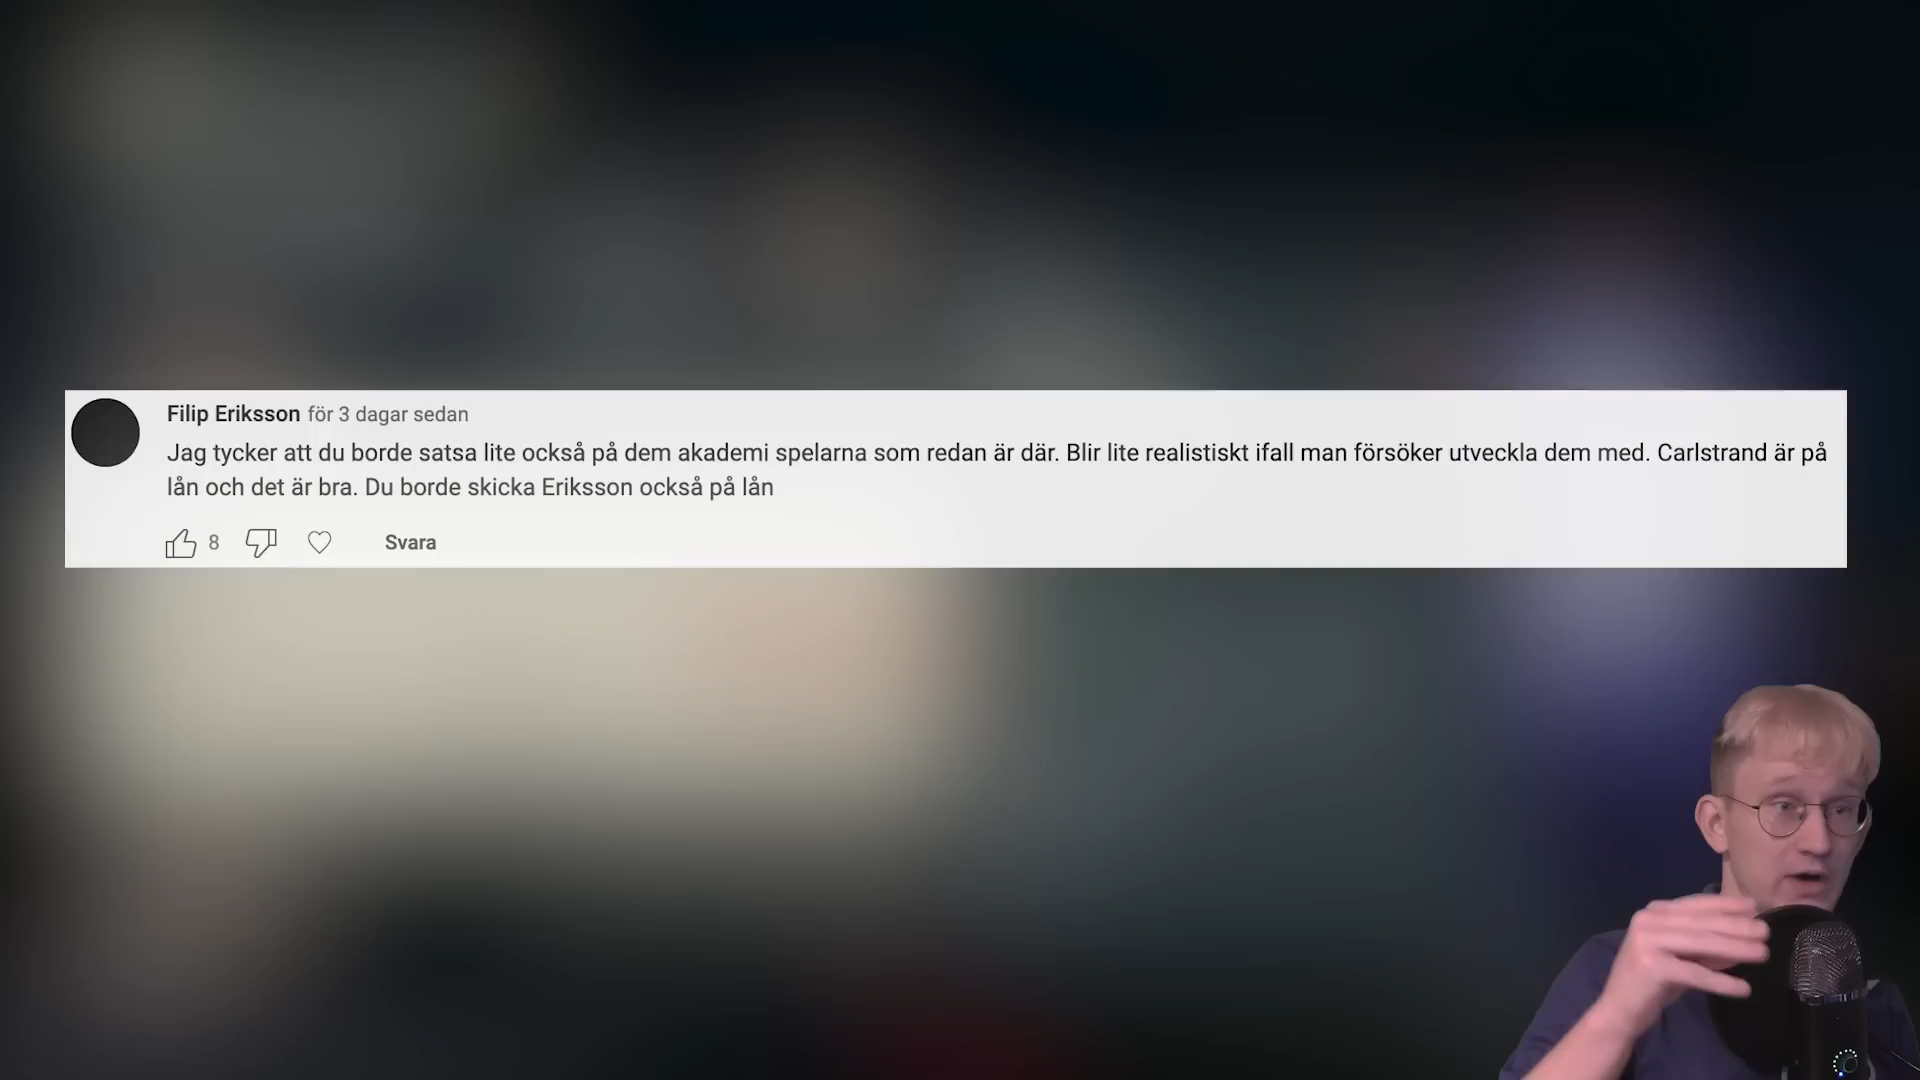 Filip Eriksson för 3 dagar sedan
Jag tycker att du borde satsa lite också på dem akademi spelarna som redan är där. Blir lite realistiskt ifall man försöker utveckla dem med. Carlstrand är på
lån och det är bra. Du borde skicka Eriksson också på lån
8 Svara